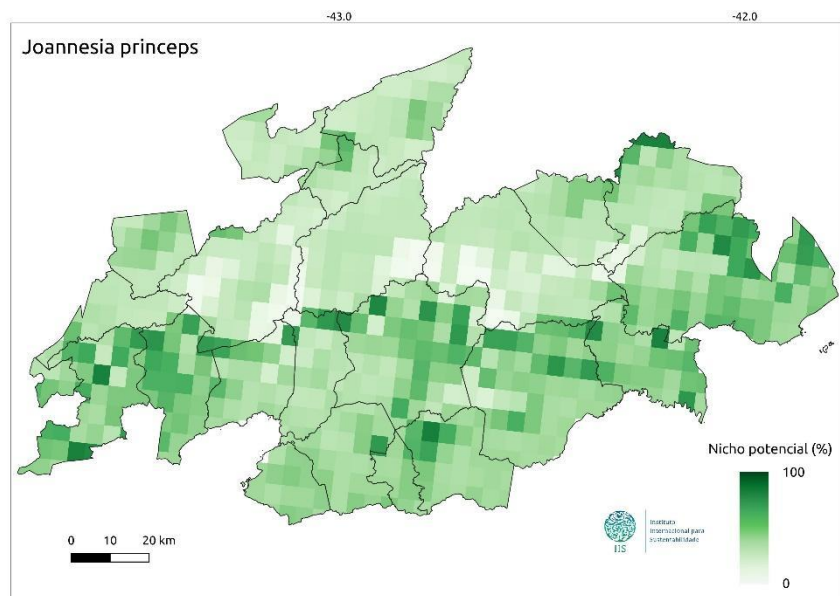 -43.0
-42.0
Joannesia princeps
Nicho potencial (%)
100
0
0
10
20 km
IIS
Instituto
Internacional para
Sustentabilidade